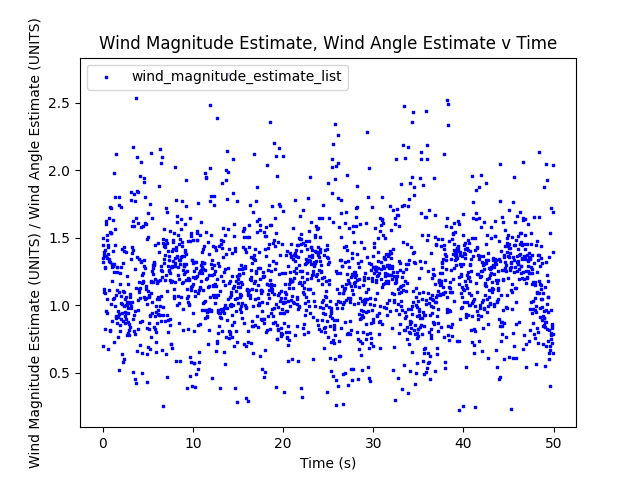 Wind Magnitude Estimate, Wind Angle Estimate v Time
wind_magnitude_estimate_list
Wind Magnitude Estimate (UNITS) / Wind Angle Estimate (UNITS)
2.5
2.0
1.5
1.0
0.5
0
10
20
30
40
50
Time (s)